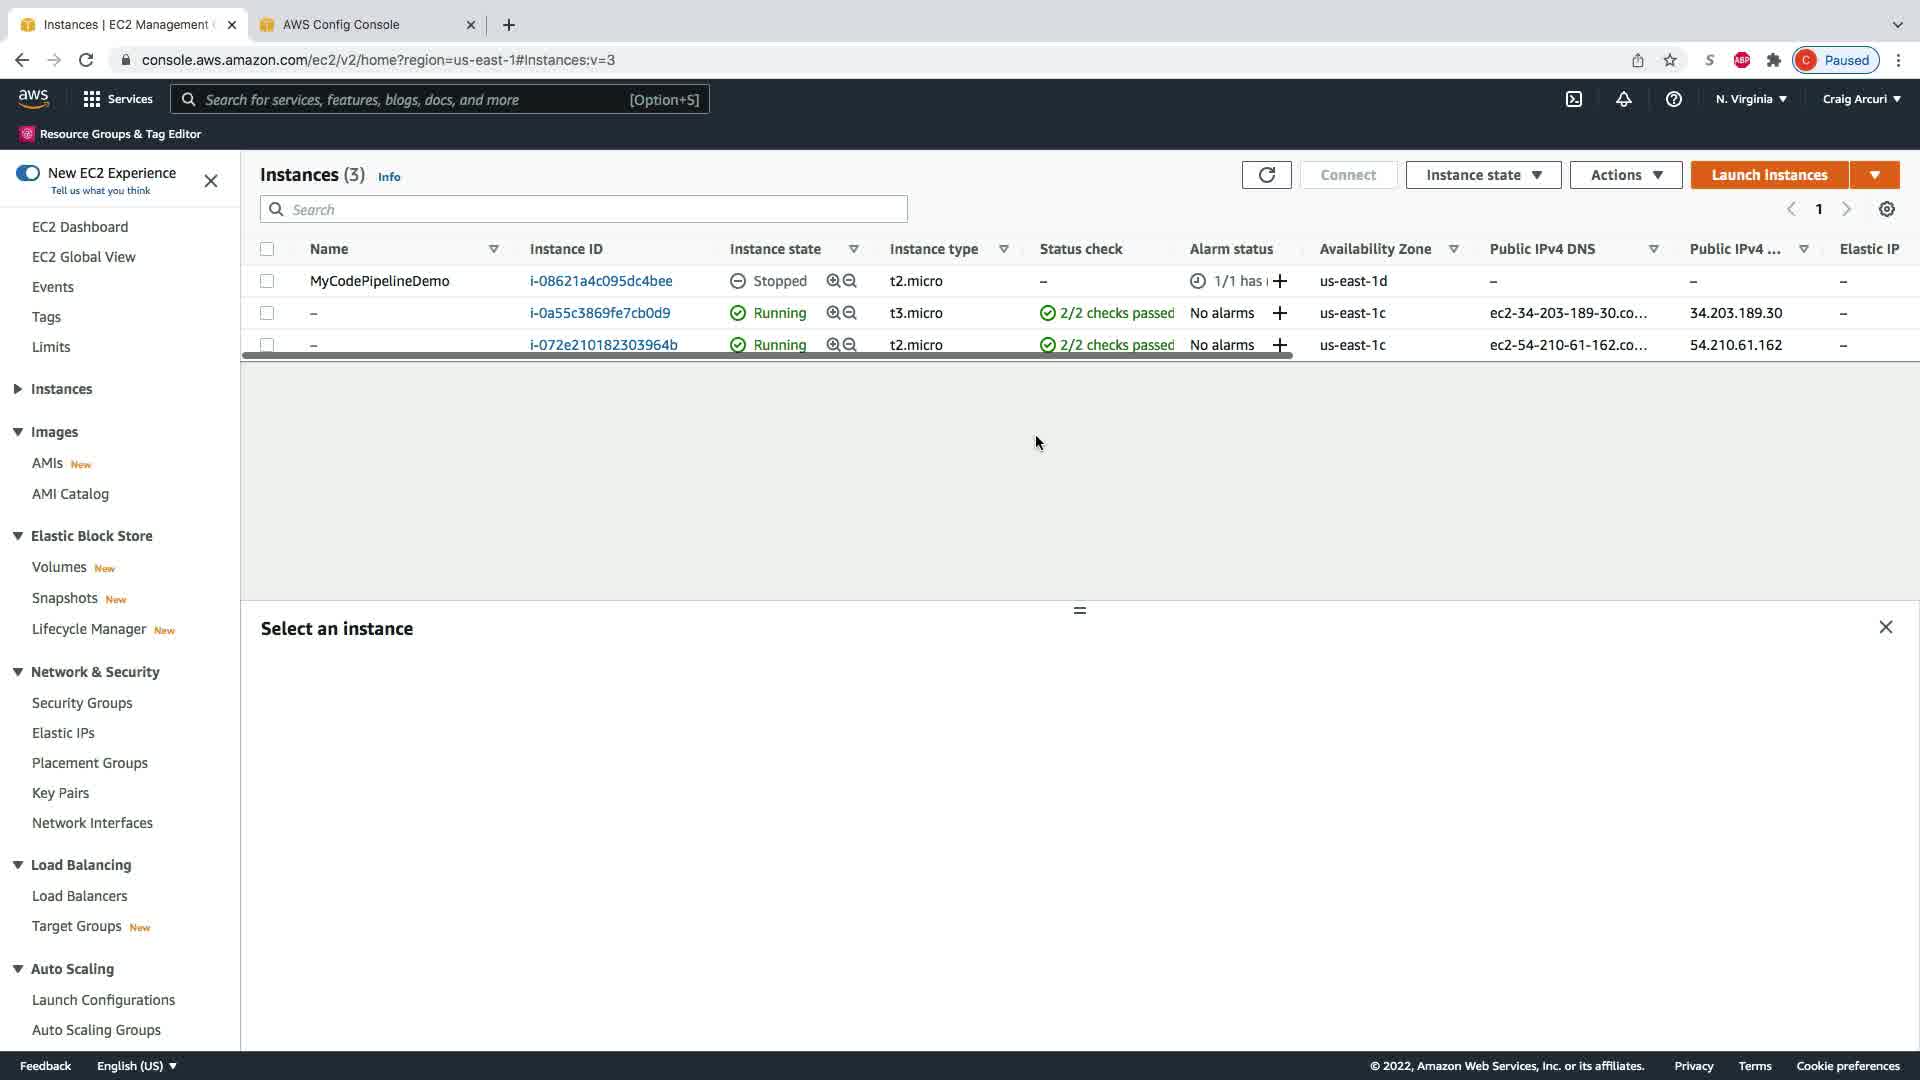 Instances | EC2 Management
AWS Config Console
console.aws.amazon.com/ec2/v2/home?region=us-east-1#Instances:v=3
S
ABP
C Paused
aws
Services
Search for services, features, blogs, docs, and more [Option+S]
N. Virginia
Craig Arcuri
Resource Groups & Tag Editor
New EC2 Experience
Tell us what you think
EC2 Dashboard
EC2 Global View
Events
Tags
Limits
Instances
Images
AMIs New
AMI Catalog
Elastic Block Store
Volumes New
Snapshots New
Lifecycle Manager New
Network & Security
Security Groups
Elastic IPs
Placement Groups
Key Pairs
Network Interfaces
Load Balancing
Load Balancers
Target Groups New
Auto Scaling
Launch Configurations
Auto Scaling Groups
Instances (3) Info
Connect
Instance state
Actions
Launch Instances
Search
1
Name Instance ID Instance state Instance type Status check Alarm status Availability Zone Public IPv4 DNS Public IPv4 ... Elastic IP
MyCodePipelineDemo i-08621a4c095dc4bee Stopped t2.micro – 1/1 has + us-east-1d – – –
– i-0a55c3869fe7cb0d9 Running t3.micro 2/2 checks passed No alarms + us-east-1c ec2-34-203-189-30.co... 34.203.189.30 –
– i-072e210182303964b Running t2.micro 2/2 checks passed No alarms + us-east-1c ec2-54-210-61-162.co... 54.210.61.162 –
Select an instance
Feedback English (US)
© 2022, Amazon Web Services, Inc. or its affiliates. Privacy Terms Cookie preferences